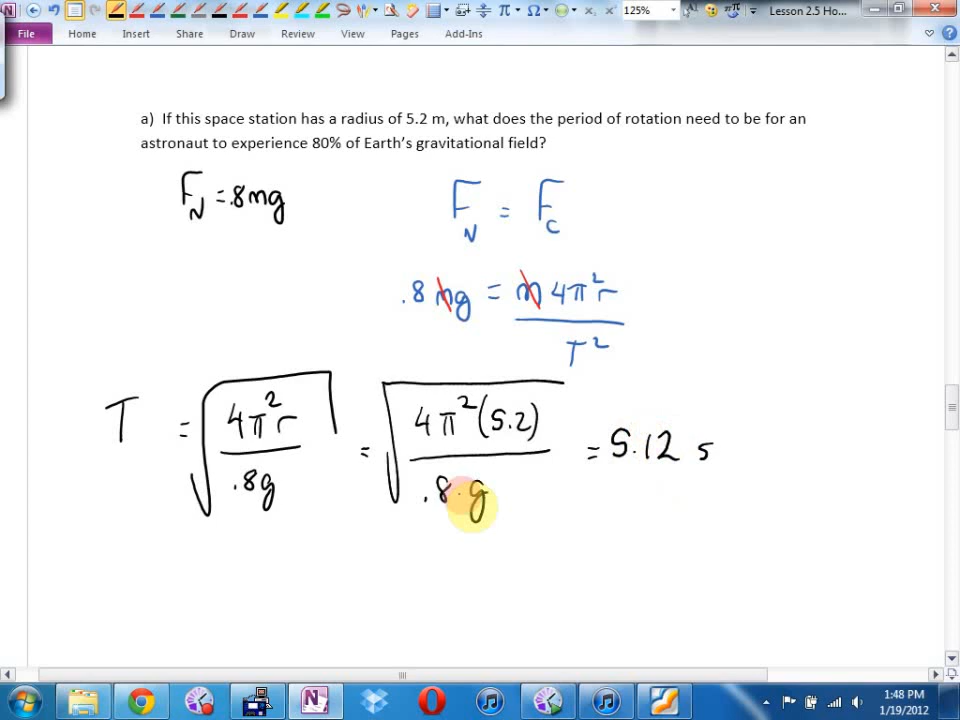 125%
Lesson 2.5 Ho...
File Home Insert Share Draw Review View Pages Add-Ins
a) If this space station has a radius of 5.2 m, what does the period of rotation need to be for an
astronaut to experience 80% of Earth's gravitational field?
F_N = .8mg
F_N = F_C
.8mg = m4π²r / T²
T = √(4π²r / .8g) = √(4π²(5.2) / .8·g) = 5.12 s
1:48 PM
1/19/2012